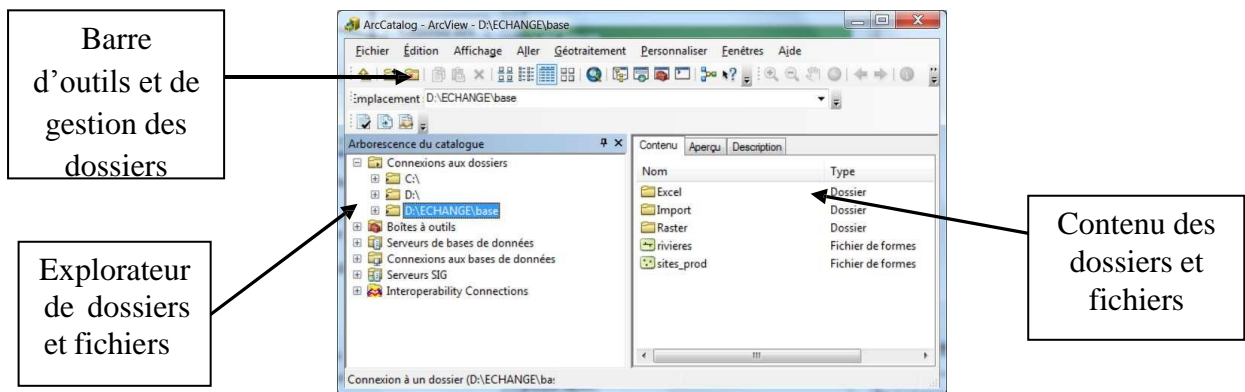 Barre
d’outils et de
gestion des
dossiers
Explorateur
de dossiers
et fichiers
ArcCatalog - ArcView - D:\ECHANGE\base
Fichier Édition Affichage Aller Géotraitement Personnaliser Fenêtres Aide
Emplacement D:\ECHANGE\base
Arborescence du catalogue
Connexions aux dossiers
C:\
D:\
D:\ECHANGE\base
Boîtes à outils
Serveurs de bases de données
Connexions aux bases de données
Serveurs SIG
Interoperability Connections
Contenu Aperçu Description
Nom Type
Excel Dossier
Import Dossier
Raster Dossier
rivieres Fichier de formes
sites_prod Fichier de formes
Connexion à un dossier (D:\ECHANGE\ba
Contenu des
dossiers et
fichiers